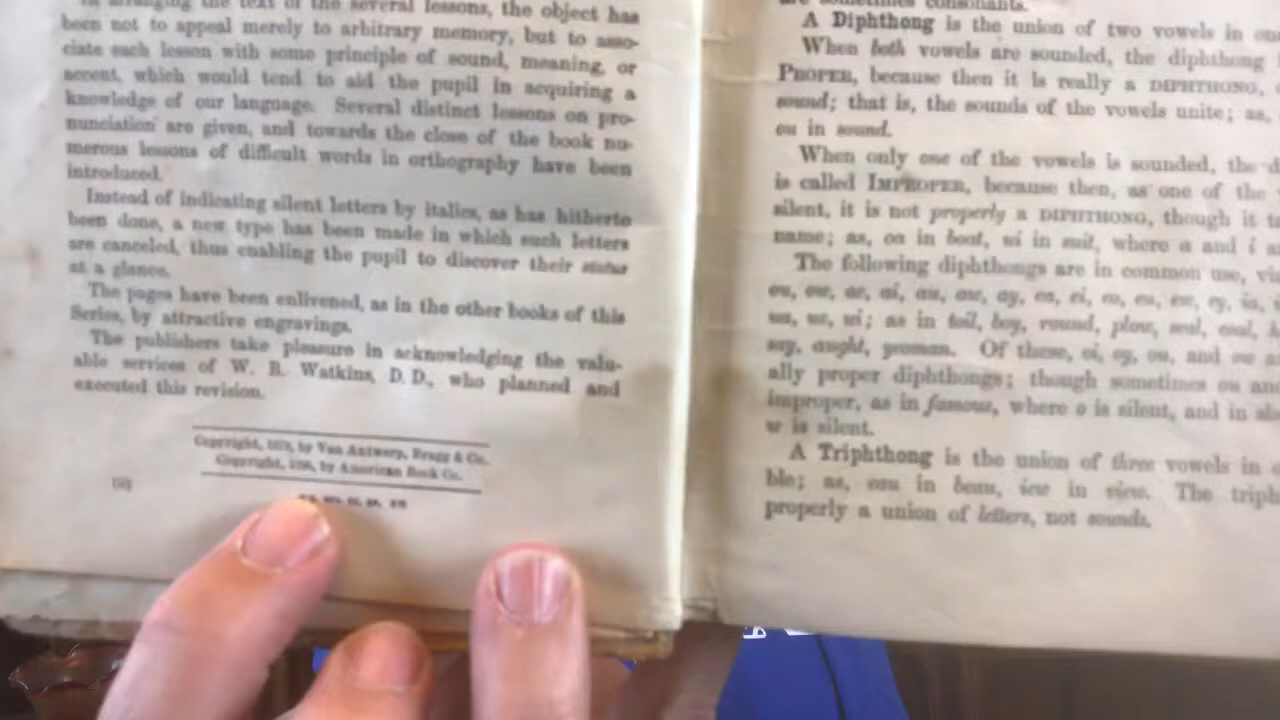 In arranging the text of the several lessons, the object has
been not to appeal merely to arbitrary memory, but to asso-
ciate each lesson with some principle of sound, meaning, or
accent, which would tend to aid the pupil in acquiring a
knowledge of our language. Several distinct lessons on pro-
nunciation are given, and towards the close of the book nu-
merous lessons of difficult words in orthography have been
introduced.
Instead of indicating silent letters by italics, as has hitherto
been done, a new type has been made in which such letters
are canceled, thus enabling the pupil to discover their status
at a glance.
The pages have been enlivened, as in the other books of this
Series, by attractive engravings.
The publishers take pleasure in acknowledging the valu-
able services of W. B. Watkins, D. D., who planned and
executed this revision.
Copyright, by Van Antwerp, Bragg & Co.
Copyright, by American Book Co.
are sometimes consonants.
A Diphthong is the union of two vowels in one
When both vowels are sounded, the diphthong
PROPER, because then it is really a DIPHTHONG,
sound; that is, the sounds of the vowels unite; as,
ou in sound.
When only one of the vowels is sounded, the d
is called IMPROPER, because then, as one of the
silent, it is not properly a DIPHTHONG, though it t
name; as, oa in boat, ui in suit, where a and i a
The following diphthongs are in common use, vi
ou, ow, ae, ai, au, aw, ay, ea, ei, eo, eu, ew, ey, ia,
ua, ue, ui; as in toil, boy, round, plow, seal, coal,
say, aught, yeoman. Of these, oi, oy, ou, and ow a
ally proper diphthongs; though sometimes ou an
improper, as in famous, where o is silent, and in
w is silent.
A Triphthong is the union of three vowels in
ble; as, eau in beau, iew in view. The triph
properly a union of letters, not sounds.